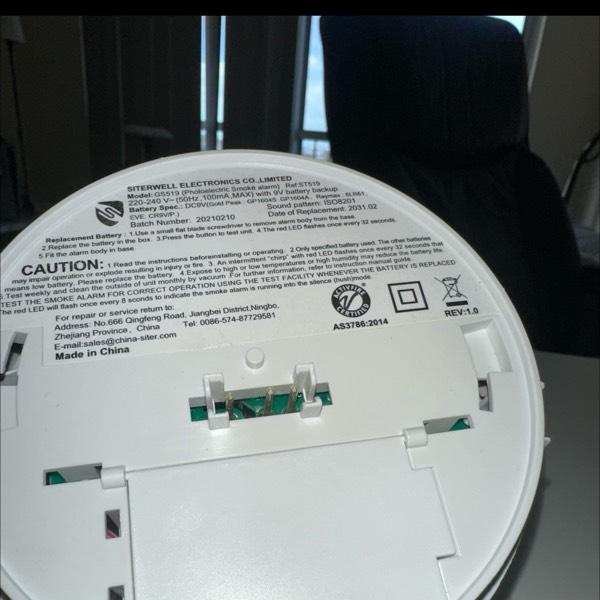 SITERWELL ELECTRONICS CO.,LIMITED
Model: GS519 (Photoelectric Smoke alarm) Ref:ST519
220-240 V~ (50Hz,100mA,MAX) with 9V battery backup
Battery Spec.: DC9V(Gold Peak - GP1604S GP1604A , Raymax - 6LR61,
EVE: CR9V/P.) Sound pattern: ISO8201
Batch Number: 20210210 Date of Replacement: 2031.02
Replacement Battery : 1.Use a small flat blade screwdriver to remove alarm body from the base.
2.Replace the battery in the box. 3.Press the button to test unit. 4.The red LED flashes once every 32 seconds.
5.Fit the alarm body in base.
CAUTION: 1.Read the instructions before installing or operating. 2.Only specified battery used. The other batteries
may impair operation or explode resulting in injury or fire. 3. An intermittent "chirp" with red LED flashes once every 32 seconds that
means low battery. Please replace the battery. 4.Expose to high or low temperatures or high humidity may reduce the battery life.
5.Test weekly and clean the outside of unit monthly by vacuum. For further information, refer to instruction manual guide.
TEST THE SMOKE ALARM FOR CORRECT OPERATION USING THE TEST FACILITY WHENEVER THE BATTERY IS REPLACED
The red LED will flash once every 8 seconds to indicate the smoke alarm is running into the silence (hush)mode.
For repair or service return to:
Address: No.666 Qingfeng Road, Jiangbei District,Ningbo,
Zhejiang Province, China Tel: 0086-574-87729581
E-mail:sales@china-siter.com
Made in China
ACTIVFIRE
CERTIFIED
AS3786:2014
REV:1.0